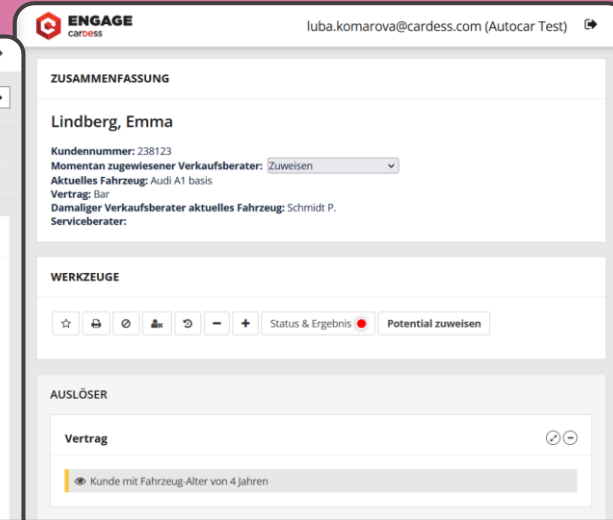 ENGAGE
cardess
luba.komarova@cardess.com (Autocar Test)
ZUSAMMENFASSUNG
Lindberg, Emma
Kundennummer: 238123
Momentan zugewiesener Verkaufsberater: Zuweisen
Aktuelles Fahrzeug: Audi A1 basis
Vertrag: Bar
Damaliger Verkaufsberater aktuelles Fahrzeug: Schmidt P.
Serviceberater:
WERKZEUGE
Status & Ergebnis Potential zuweisen
AUSLÖSER
Vertrag
Kunde mit Fahrzeug-Alter von 4 Jahren